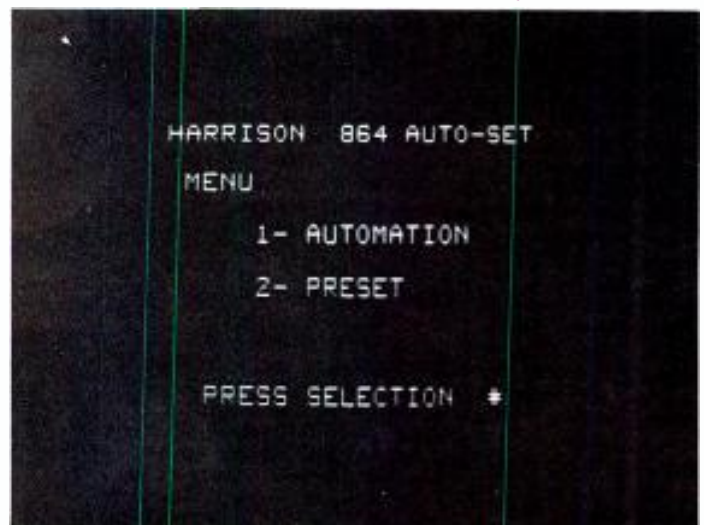 HARRISON 864 AUTO-SET
MENU
1- AUTOMATION
2- PRESET
PRESS SELECTION #